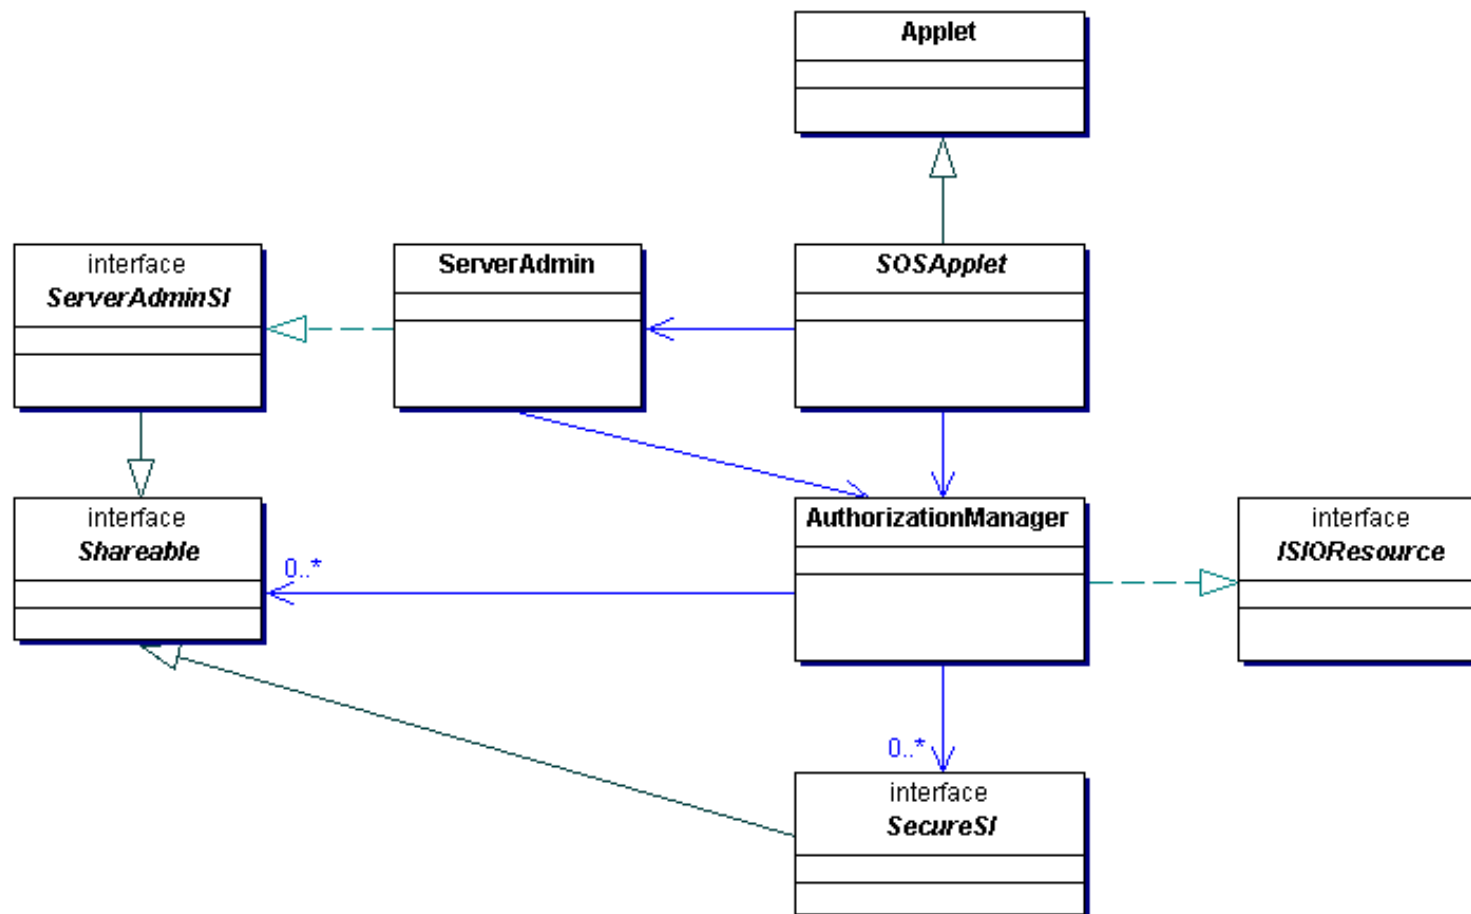 Applet
interface
ServerAdminSI
ServerAdmin
SOSApplet
interface
Shareable
0..*
AuthorizationManager
interface
ISIOResource
0..*
interface
SecureSI